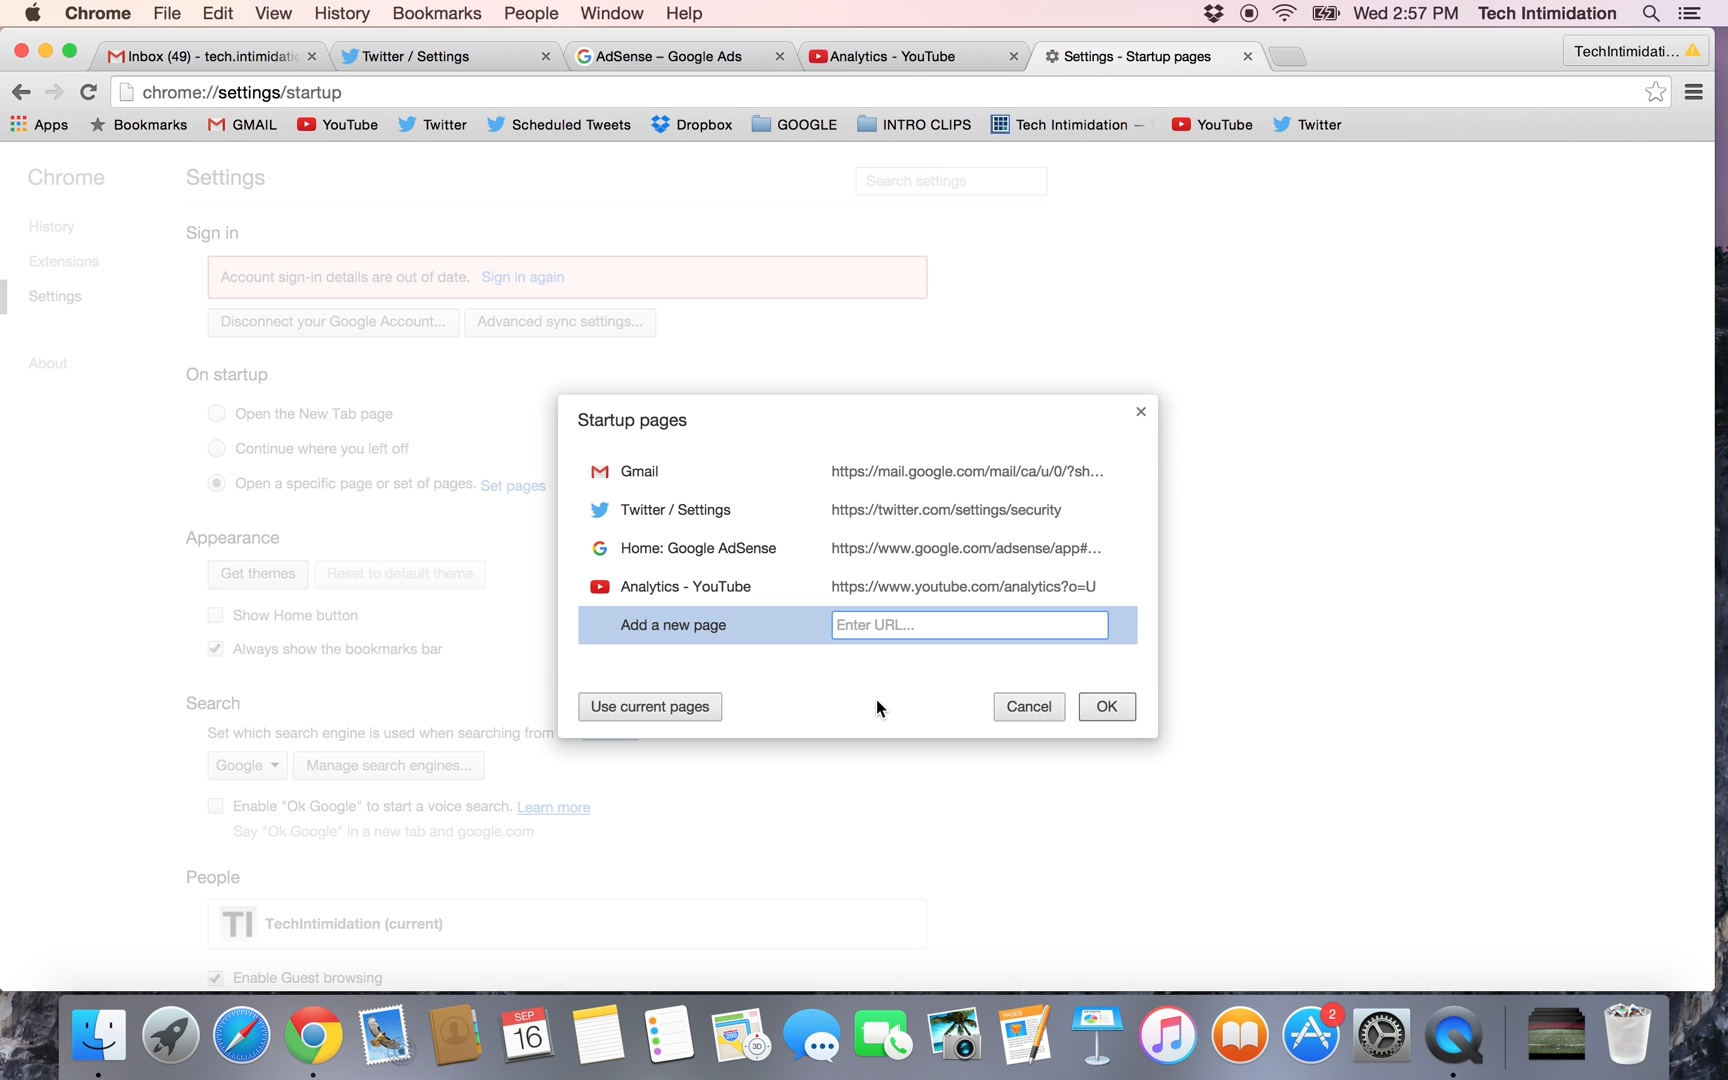 Chrome File Edit View History Bookmarks People Window Help Wed 2:57 PM Tech Intimidation
Inbox (49) - tech.intimidatic Twitter / Settings AdSense – Google Ads Analytics - YouTube Settings - Startup pages TechIntimidati...
chrome://settings/startup
Apps Bookmarks GMAIL YouTube Twitter Scheduled Tweets Dropbox GOOGLE INTRO CLIPS Tech Intimidation – YouTube Twitter
Chrome Settings Search settings
History
Extensions
Settings
About
Sign in
Account sign-in details are out of date. Sign in again
Disconnect your Google Account... Advanced sync settings...
On startup
Open the New Tab page
Continue where you left off
Open a specific page or set of pages. Set pages
Appearance
Get themes Reset to default theme
Show Home button
Always show the bookmarks bar
Search
Set which search engine is used when searching from
Google Manage search engines...
Enable "Ok Google" to start a voice search. Learn more
Say "Ok Google" in a new tab and google.com
People
TI TechIntimidation (current)
Enable Guest browsing
Startup pages
Gmail https://mail.google.com/mail/ca/u/0/?sh...
Twitter / Settings https://twitter.com/settings/security
Home: Google AdSense https://www.google.com/adsense/app#...
Analytics - YouTube https://www.youtube.com/analytics?o=U
Add a new page Enter URL...
Use current pages Cancel OK
SEP
16
3D
PAGES
2